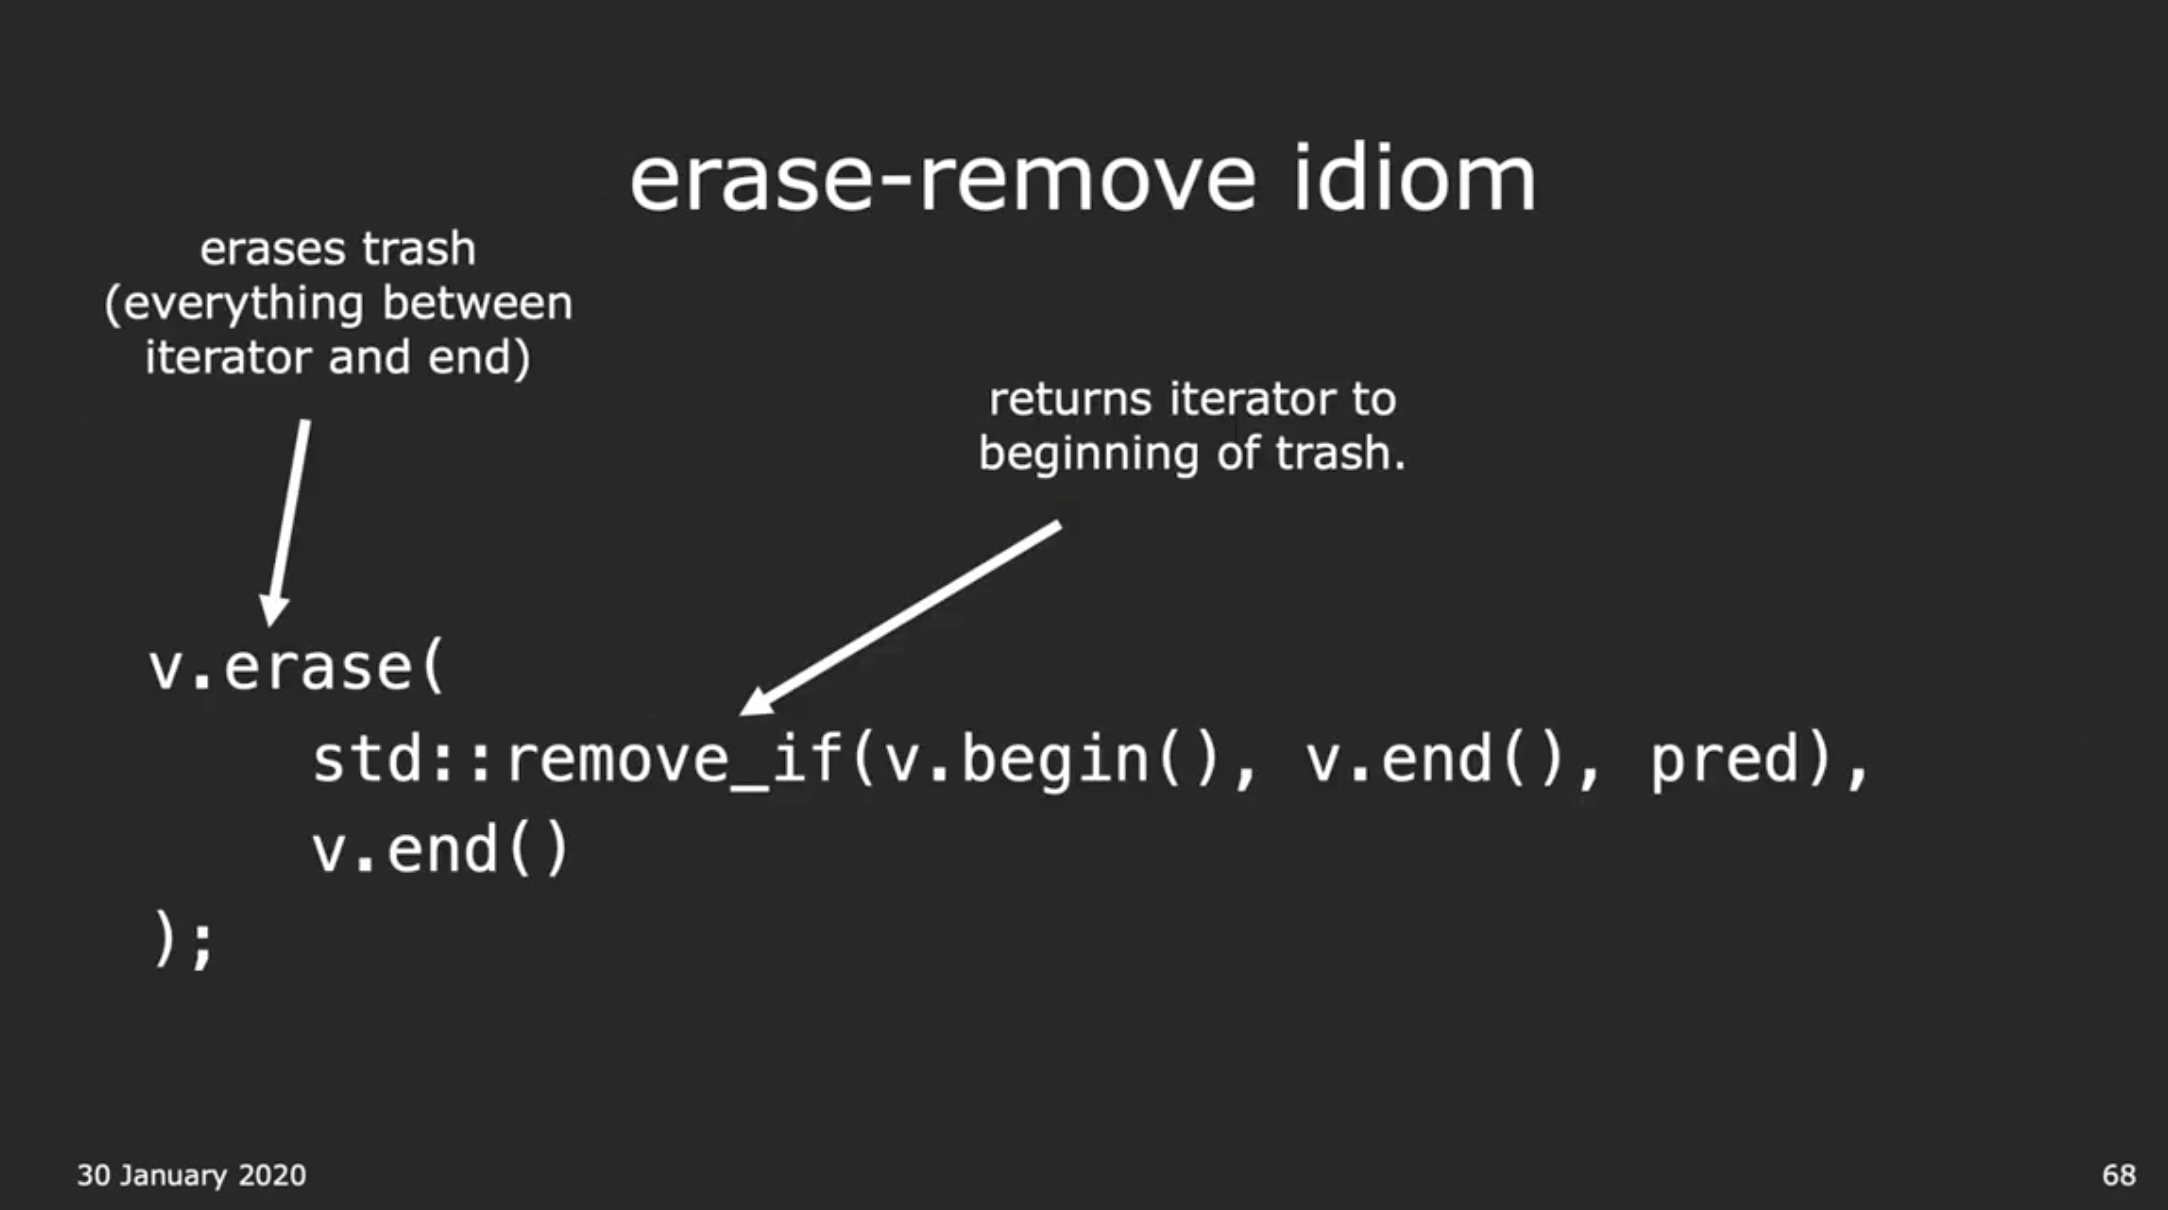 erase-remove idiom
erases trash
(everything between
iterator and end)
returns iterator to
beginning of trash.
v.erase(
    std::remove_if(v.begin(), v.end(), pred),
    v.end()
);
30 January 2020
68